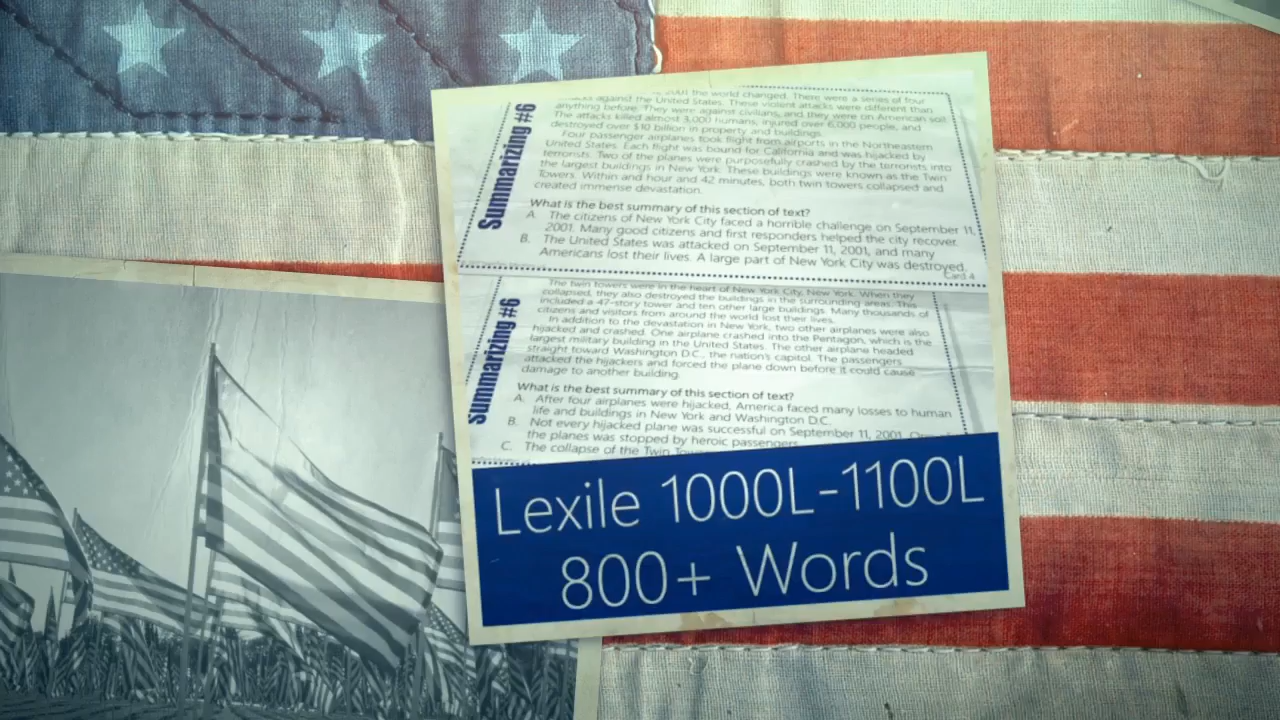 Summarizing #6
2001 the world changed. There were a series of four
against the United States. These violent attacks were different than
anything before. They were against civilians, and they were on American soil.
The attacks killed almost 3,000 humans, injured over 6,000 people, and
destroyed over $10 billion in property and buildings.
Four passenger airplanes took flight from airports in the Northeastern
United States. Each flight was bound for California and was hijacked by
terrorists. Two of the planes were purposefully crashed by the terrorists into
the largest buildings in New York. These buildings were known as the Twin
Towers. Within and hour and 42 minutes, both twin towers collapsed and
created immense devastation.
What is the best summary of this section of text?
A. The citizens of New York City faced a horrible challenge on September 11,
2001. Many good citizens and first responders helped the city recover.
B. The United States was attacked on September 11, 2001, and many
Americans lost their lives. A large part of New York City was destroyed.
Card 4
Summarizing #6
The twin towers were in the heart of New York City, New York. When they
collapsed, they also destroyed the buildings in the surrounding areas. This
included a 47-story tower and ten other large buildings. Many thousands of
citizens and visitors from around the world lost their lives.
In addition to the devastation in New York, two other airplanes were also
hijacked and crashed. One airplane crashed into the Pentagon, which is the
largest military building in the United States. The other airplane headed
straight toward Washington D.C., the nation's capitol. The passengers
attacked the hijackers and forced the plane down before it could cause
damage to another building.
What is the best summary of this section of text?
A. After four airplanes were hijacked, America faced many losses to human
life and buildings in New York and Washington D.C.
B. Not every hijacked plane was successful on September 11, 2001.
the planes was stopped by heroic passengers.
C. The collapse of the Twin
Lexile 1000L-1100L
800+ Words